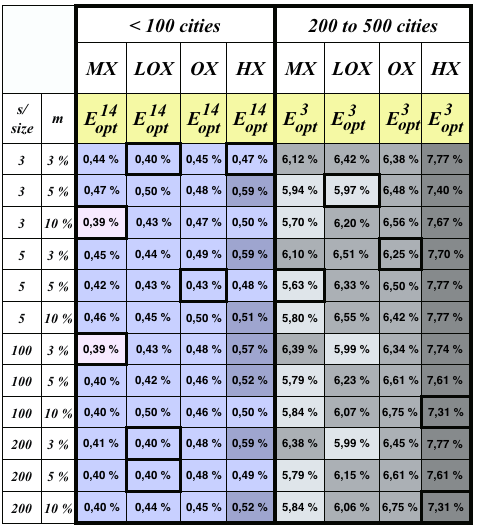 < 100 cities 200 to 500 cities
MX LOX OX HX MX LOX OX HX
s/ size m E 14 opt E 14 opt E 14 opt E 14 opt E 3 opt E 3 opt E 3 opt E 3 opt
3 3 % 0,44 % 0,40 % 0,45 % 0,47 % 6,12 % 6,42 % 6,38 % 7,77 %
3 5 % 0,47 % 0,50 % 0,48 % 0,59 % 5,94 % 5,97 % 6,48 % 7,40 %
3 10 % 0,39 % 0,43 % 0,47 % 0,50 % 5,70 % 6,20 % 6,56 % 7,67 %
5 3 % 0,45 % 0,44 % 0,49 % 0,59 % 6,10 % 6,51 % 6,25 % 7,70 %
5 5 % 0,42 % 0,43 % 0,43 % 0,48 % 5,63 % 6,33 % 6,50 % 7,77 %
5 10 % 0,46 % 0,45 % 0,50 % 0,51 % 5,80 % 6,55 % 6,42 % 7,77 %
100 3 % 0,39 % 0,43 % 0,48 % 0,57 % 6,39 % 5,99 % 6,34 % 7,74 %
100 5 % 0,40 % 0,42 % 0,46 % 0,52 % 5,79 % 6,23 % 6,61 % 7,61 %
100 10 % 0,40 % 0,50 % 0,46 % 0,50 % 5,84 % 6,07 % 6,75 % 7,31 %
200 3 % 0,41 % 0,40 % 0,48 % 0,59 % 6,38 % 5,99 % 6,45 % 7,77 %
200 5 % 0,40 % 0,40 % 0,48 % 0,49 % 5,79 % 6,15 % 6,61 % 7,61 %
200 10 % 0,40 % 0,44 % 0,45 % 0,52 % 5,84 % 6,06 % 6,75 % 7,31 %